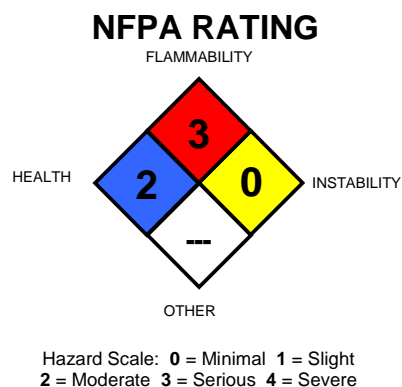 NFPA RATING
FLAMMABILITY
3
HEALTH
2
0
INSTABILITY
---
OTHER
Hazard Scale: 0 = Minimal 1 = Slight
2 = Moderate 3 = Serious 4 = Severe